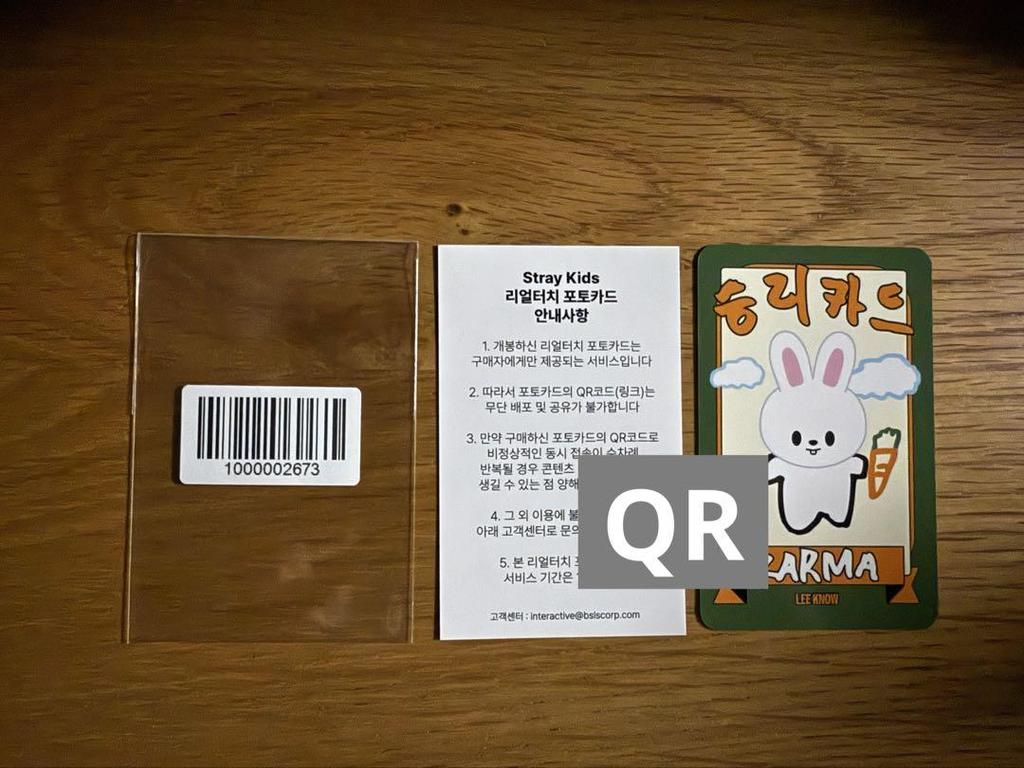 1000002673
Stray Kids
리얼터치 포토카드
안내사항
1. 개봉하신 리얼터치 포토카드는
구매자에게만 제공되는 서비스입니다
2. 따라서 포토카드의 QR코드(링크)는
무단 배포 및 공유가 불가합니다
3. 만약 구매하신 포토카드의 QR코드로
비정상적인 동시 접속이 수차례
반복될 경우 콘텐츠
생길 수 있는 점 양해
4. 그 외 이용에
아래 고객센터로
5. 본 리얼터치
서비스 기간은
고객센터 : interactive@bslscorp.com
QR
승리카드
KARMA
LEE KNOW